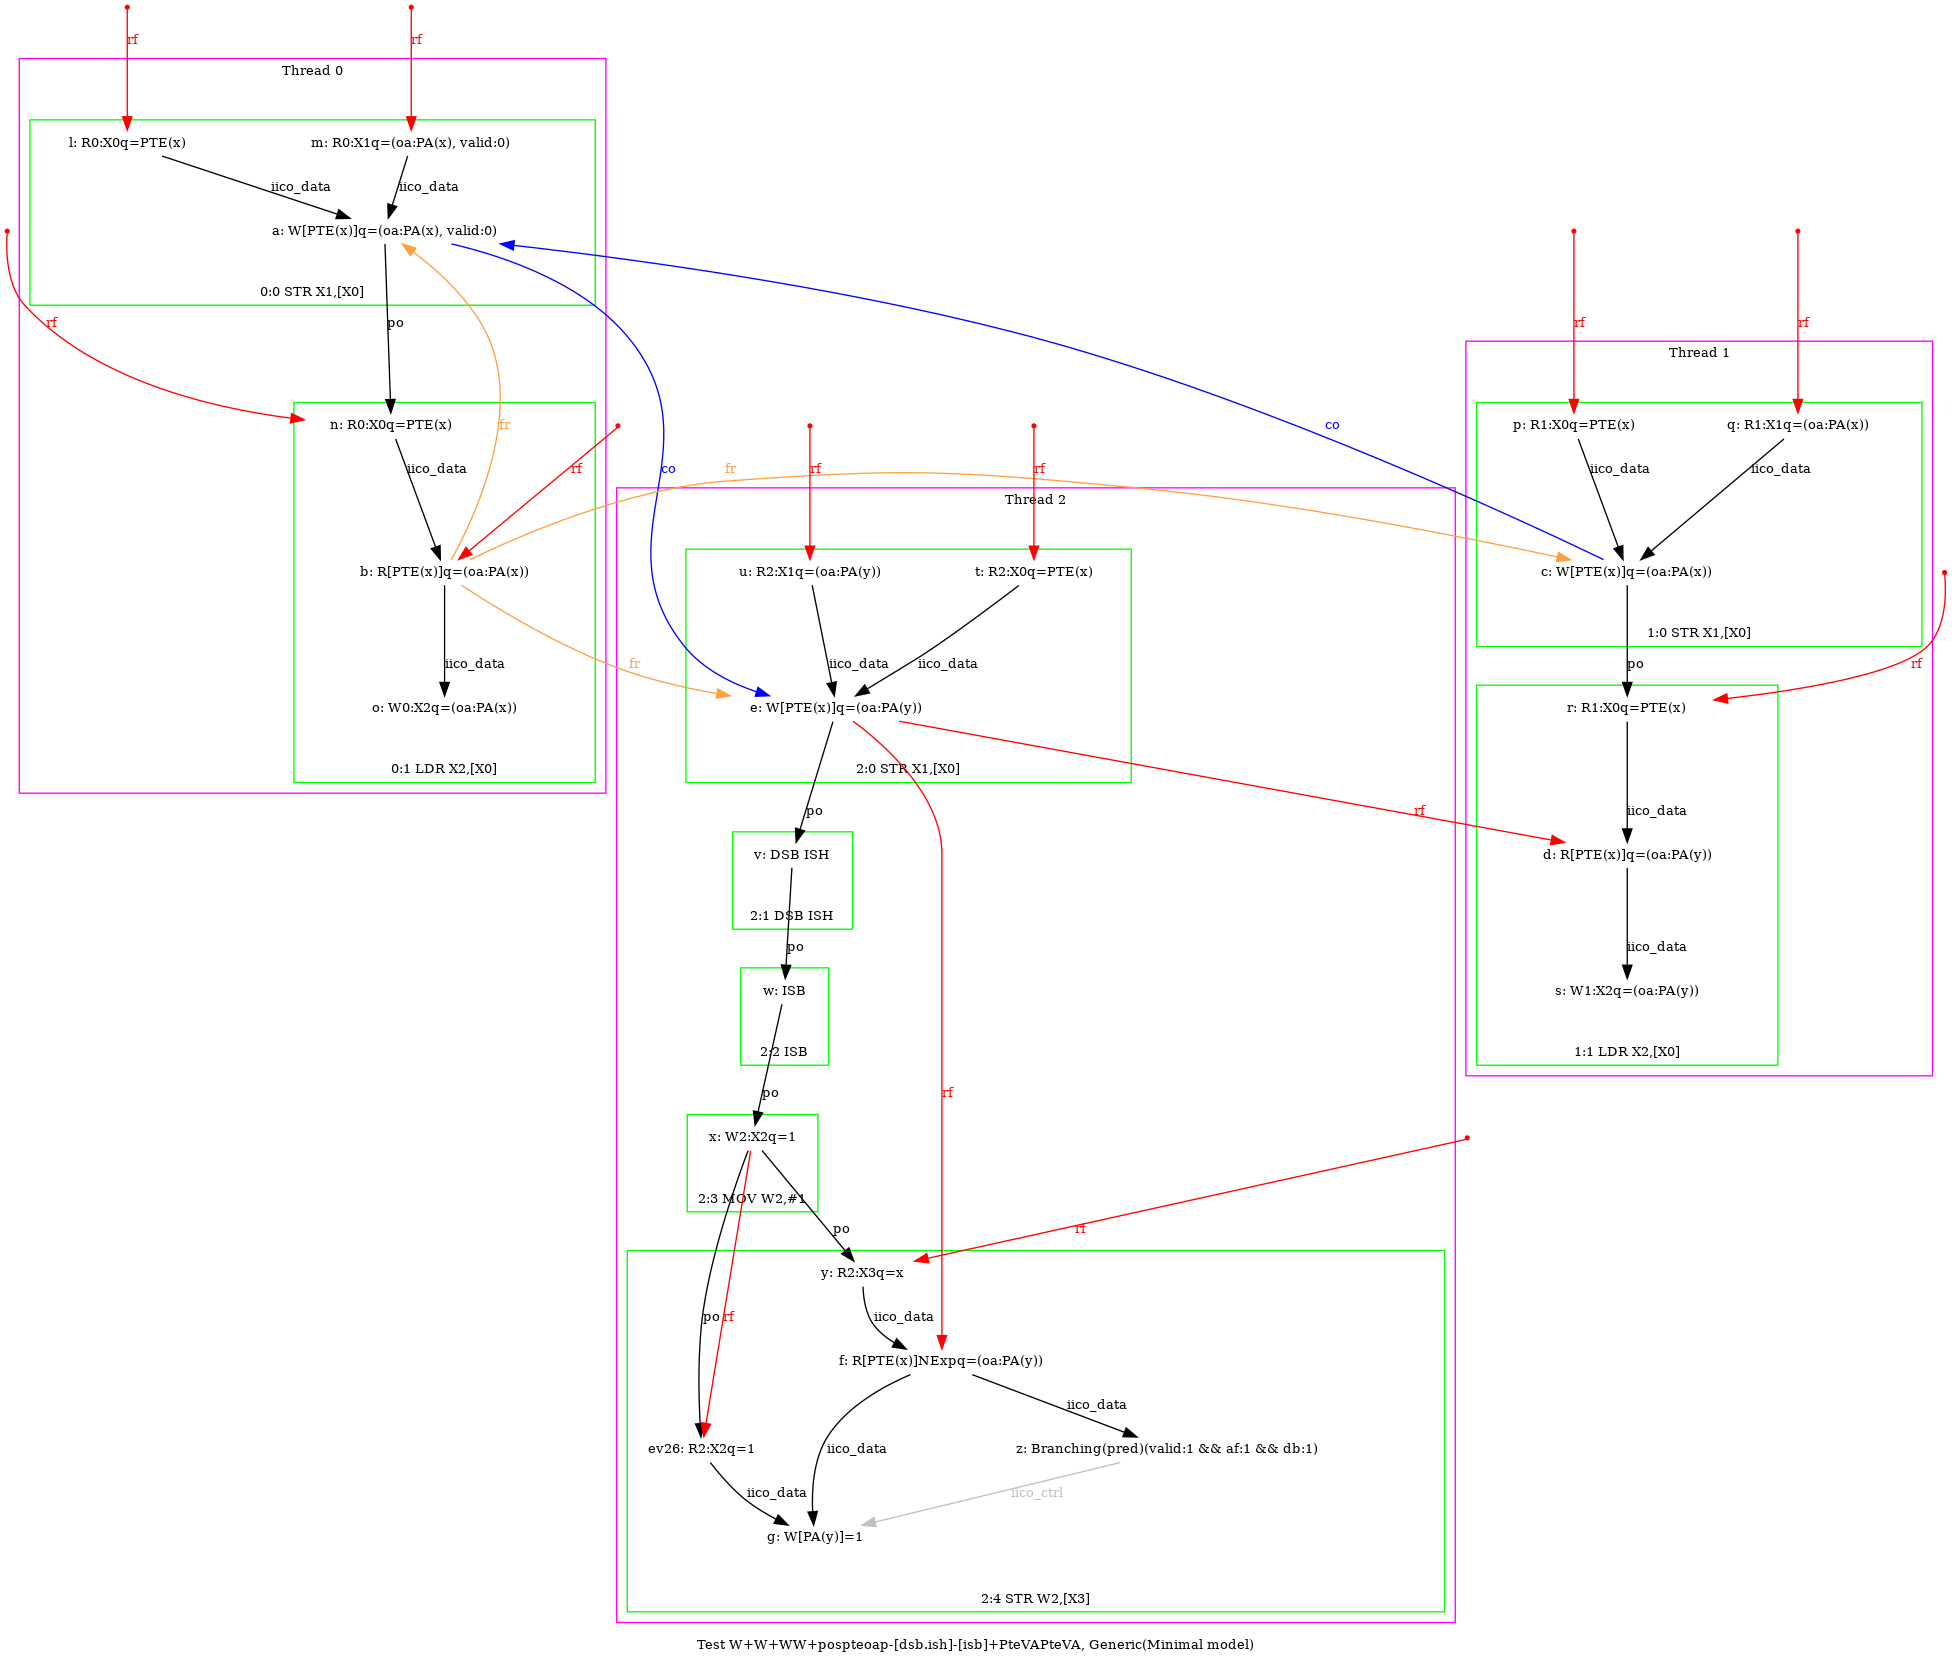 rf
rf
Thread 0
l: R0:X0q=PTE(x)
m: R0:X1q=(oa:PA(x), valid:0)
iico_data
iico_data
a: W[PTE(x)]q=(oa:PA(x), valid:0)
0:0 STR X1,[X0]
rf
po
rf
rf
Thread 1
n: R0:X0q=PTE(x)
fr
co
p: R1:X0q=PTE(x)
q: R1:X1q=(oa:PA(x))
iico_data
rf
co
fr
rf
rf
iico_data
iico_data
Thread 2
b: R[PTE(x)]q=(oa:PA(x))
u: R2:X1q=(oa:PA(y))
t: R2:X0q=PTE(x)
c: W[PTE(x)]q=(oa:PA(x))
1:0 STR X1,[X0]
iico_data
fr
iico_data
iico_data
po
rf
o: W0:X2q=(oa:PA(x))
e: W[PTE(x)]q=(oa:PA(y))
r: R1:X0q=PTE(x)
0:1 LDR X2,[X0]
2:0 STR X1,[X0]
po
rf
iico_data
v: DSB ISH
d: R[PTE(x)]q=(oa:PA(y))
2:1 DSB ISH
po
iico_data
w: ISB
s: W1:X2q=(oa:PA(y))
2:2 ISB
1:1 LDR X2,[X0]
po
rf
x: W2:X2q=1
2:3 MOV W2,#1
po
rf
y: R2:X3q=x
po
rf
iico_data
f: R[PTE(x)]NExpq=(oa:PA(y))
iico_data
ev26: R2:X2q=1
iico_data
z: Branching(pred)(valid:1 && af:1 && db:1)
iico_data
iico_ctrl
g: W[PA(y)]=1
2:4 STR W2,[X3]
Test W+W+WW+pospteoap-[dsb.ish]-[isb]+PteVAPteVA, Generic(Minimal model)